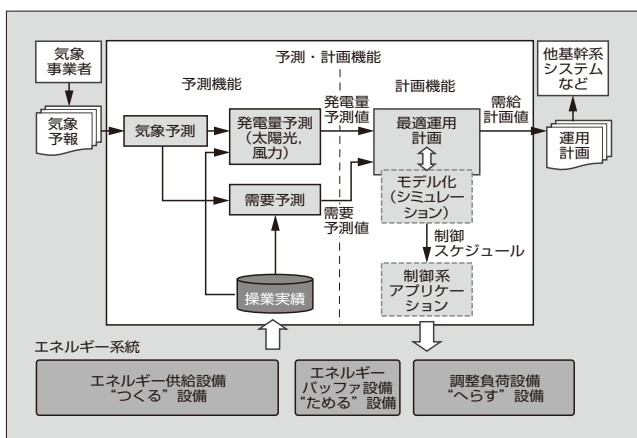 気象
事業者
気象
予報
予測・計画機能
予測機能
計画機能
気象予測
発電量予測
(太陽光,
風力)
発電量
予測値
需要予測
需要
予測値
操業実績
最適運用
計画
モデル化
(シミュレー
ション)
制御
スケジュール
制御系
アプリケー
ション
需給
計画値
他基幹系
システム
など
運用
計画
エネルギー系統
エネルギー供給設備
“つくる”設備
エネルギー
バッファ設備
“ためる”設備
調整負荷設備
“へらす”設備